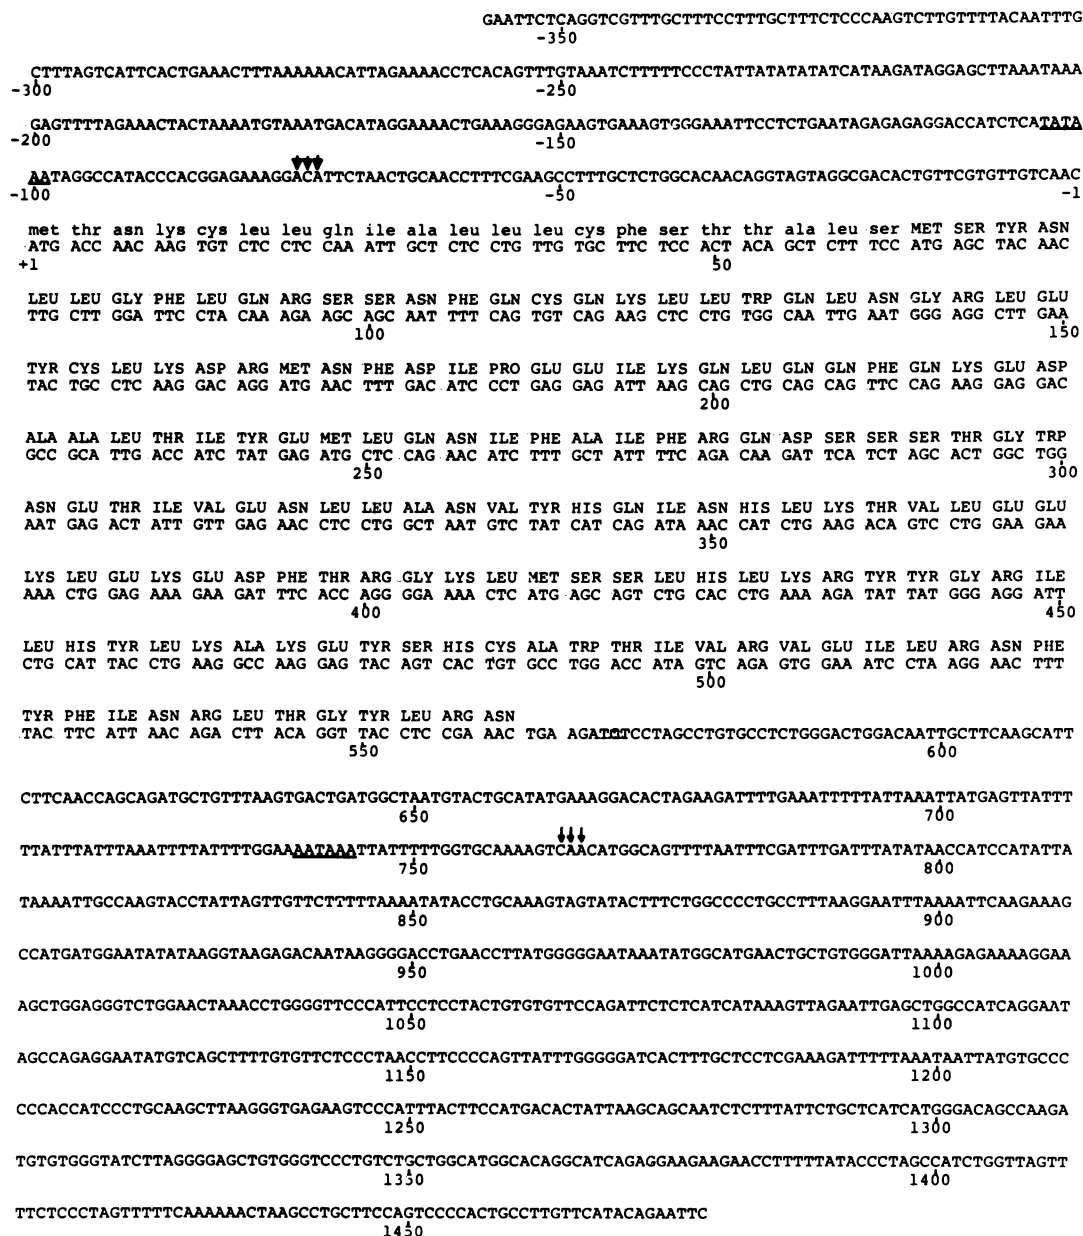 GAATTCTCAGGTCGTTTGCTTTCCTTTGCTTTCTCCCAAGTCTTGTTTTACAATTTG
-350
CTTTAGTCATTCACTGAAACTTTAAAAAACATTAGAAAACCTCACAGTTTGTAAATCTTTTTCCCTATTATATATATCATAAGATAGGAGCTTAAATAAA
-300 -250
GAGTTTTAGAAACTACTAAAATGTAAATGACATAGGAAAACTGAAAGGGAGAAGTGAAAGTGGGAAATTCCTCTGAATAGAGAGAGGACCATCTCATATA
-200 -150
AATAGGCCATACCCACGGAGAAAGGACATTCTAACTGCAACCTTTCGAAGCCTTTGCTCTGGCACAACAGGTAGTAGGCGACACTGTTCGTGTTGTCAAC
-100 -50 -1
met thr asn lys cys leu leu gln ile ala leu leu leu cys phe ser thr thr ala leu ser MET SER TYR ASN
ATG ACC AAC AAG TGT CTC CTC CAA ATT GCT CTC CTG TTG TGC TTC TCC ACT ACA GCT CTT TCC ATG AGC TAC AAC
+1 50
LEU LEU GLY PHE LEU GLN ARG SER SER ASN PHE GLN CYS GLN LYS LEU LEU TRP GLN LEU ASN GLY ARG LEU GLU
TTG CTT GGA TTC CTA CAA AGA AGC AGC AAT TTT CAG TGT CAG AAG CTC CTG TGG CAA TTG AAT GGG AGG CTT GAA
100 150
TYR CYS LEU LYS ASP ARG MET ASN PHE ASP ILE PRO GLU GLU ILE LYS GLN LEU GLN GLN PHE GLN LYS GLU ASP
TAC TGC CTC AAG GAC AGG ATG AAC TTT GAC ATC CCT GAG GAG ATT AAG CAG CTG CAG CAG TTC CAG AAG GAG GAC
200
ALA ALA LEU THR ILE TYR GLU MET LEU GLN ASN ILE PHE ALA ILE PHE ARG GLN ASP SER SER SER THR GLY TRP
GCC GCA TTG ACC ATC TAT GAG ATG CTC CAG AAC ATC TTT GCT ATT TTC AGA CAA GAT TCA TCT AGC ACT GGC TGG
250 300
ASN GLU THR ILE VAL GLU ASN LEU LEU ALA ASN VAL TYR HIS GLN ILE ASN HIS LEU LYS THR VAL LEU GLU GLU
AAT GAG ACT ATT GTT GAG AAC CTC CTG GCT AAT GTC TAT CAT CAG ATA AAC CAT CTG AAG ACA GTC CTG GAA GAA
350
LYS LEU GLU LYS GLU ASP PHE THR ARG GLY LYS LEU MET SER SER LEU HIS LEU LYS ARG TYR TYR GLY ARG ILE
AAA CTG GAG AAA GAA GAT TTC ACC AGG GGA AAA CTC ATG AGC AGT CTG CAC CTG AAA AGA TAT TAT GGG AGG ATT
400 450
LEU HIS TYR LEU LYS ALA LYS GLU TYR SER HIS CYS ALA TRP THR ILE VAL ARG VAL GLU ILE LEU ARG ASN PHE
CTG CAT TAC CTG AAG GCC AAG GAG TAC AGT CAC TGT GCC TGG ACC ATA GTC AGA GTG GAA ATC CTA AGG AAC TTT
500
TYR PHE ILE ASN ARG LEU THR GLY TYR LEU ARG ASN
TAC TTC ATT AAC AGA CTT ACA GGT TAC CTC CGA AAC TGA AGATCTCCTAGCCTGTGCCTCTGGGACTGGACAATTGCTTCAAGCATT
550 600
CTTCAACCAGCAGATGCTGTTTAAGTGACTGATGGCTAATGTACTGCATATGAAAGGACACTAGAAGATTTTGAAATTTTTATTAAATTATGAGTTATTT
650 700
TTATTTATTTAAATTTTATTTTGGAAAATAAATTATTTTTGGTGCAAAAGTCAACATGGCAGTTTTAATTTCGATTTGATTTATATAACCATCCATATTA
750 800
TAAAATTGCCAAGTACCTATTAGTTGTTCTTTTTAAAATATACCTGCAAAGTAGTATACTTTCTGGCCCCTGCCTTTAAGGAATTTAAAATTCAAGAAAG
850 900
CCATGATGGAATATATAAGGTAAGAGACAATAAGGGGACCTGAACCTTATGGGGGAATAAATATGGCATGAACTGCTGTGGGATTAAAAGAGAAAAGGAA
950 1000
AGCTGGAGGGTCTGGAACTAAACCTGGGGTTCCCATTCCTCCTACTGTGTGTTCCAGATTCTCTCATCATAAAGTTAGAATTGAGCTGGCCATCAGGAAT
1050 1100
AGCCAGAGGAATATGTCAGCTTTTGTGTTCTCCCTAACCTTCCCCAGTTATTTGGGGGATCACTTTGCTCCTCGAAAGATTTTTAAATAATTATGTGCCC
1150 1200
CCCACCATCCCTGCAAGCTTAAGGGTGAGAAGTCCCATTTACTTCCATGACACTATTAAGCAGCAATCTCTTTATTCTGCTCATCATGGGACAGCCAAGA
1250 1300
TGTGTGGGTATCTTAGGGGAGCTGTGGGTCCCTGTCTGCTGGCATGGCACAGGCATCAGAGGAAGAAGAACCTTTTTATACCCTAGCCATCTGGTTAGTT
1350 1400
TTCTCCCTAGTTTTTCAAAAAACTAAGCCTGCTTCCAGTCCCCACTGCCTTGTTCATACAGAATTC
1450